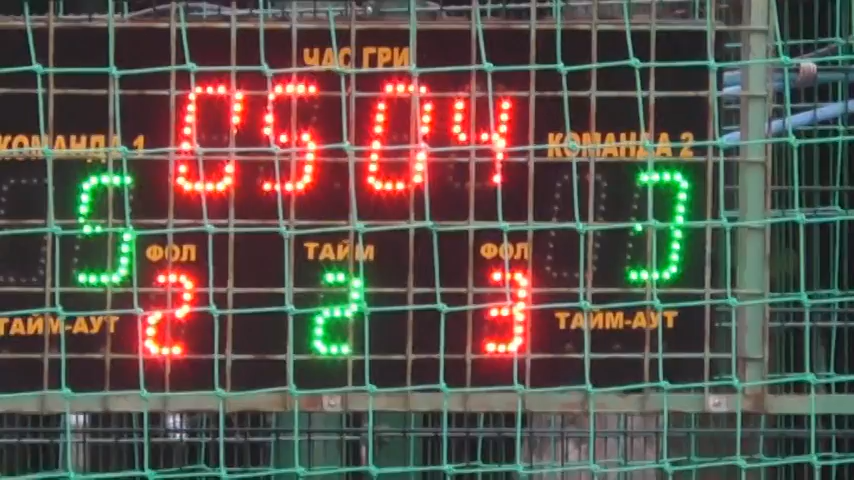 ЧАС ГРИ
05 04
КОМАНДА 1 КОМАНДА 2
5 3
ФОЛ ТАЙМ ФОЛ
2 2 3
ТАЙМ-АУТ ТАЙМ-АУТ